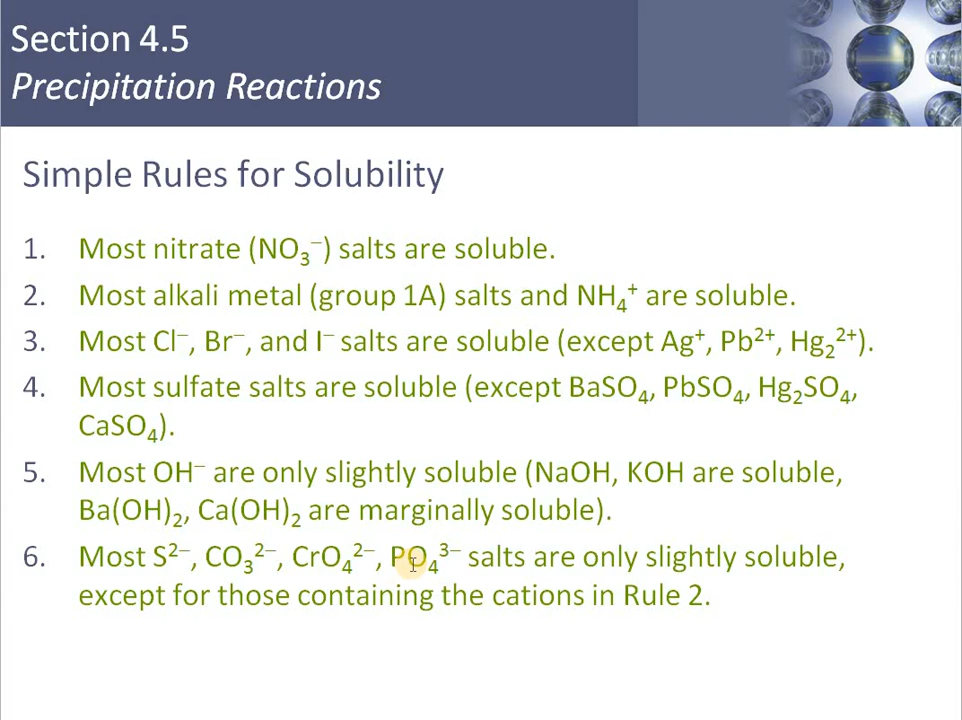 Section 4.5
Precipitation Reactions
Simple Rules for Solubility
1. Most nitrate (NO₃⁻) salts are soluble.
2. Most alkali metal (group 1A) salts and NH₄⁺ are soluble.
3. Most Cl⁻, Br⁻, and I⁻ salts are soluble (except Ag⁺, Pb²⁺, Hg₂²⁺).
4. Most sulfate salts are soluble (except BaSO₄, PbSO₄, Hg₂SO₄,
CaSO₄).
5. Most OH⁻ are only slightly soluble (NaOH, KOH are soluble,
Ba(OH)₂, Ca(OH)₂ are marginally soluble).
6. Most S²⁻, CO₃²⁻, CrO₄²⁻, PO₄³⁻ salts are only slightly soluble,
except for those containing the cations in Rule 2.